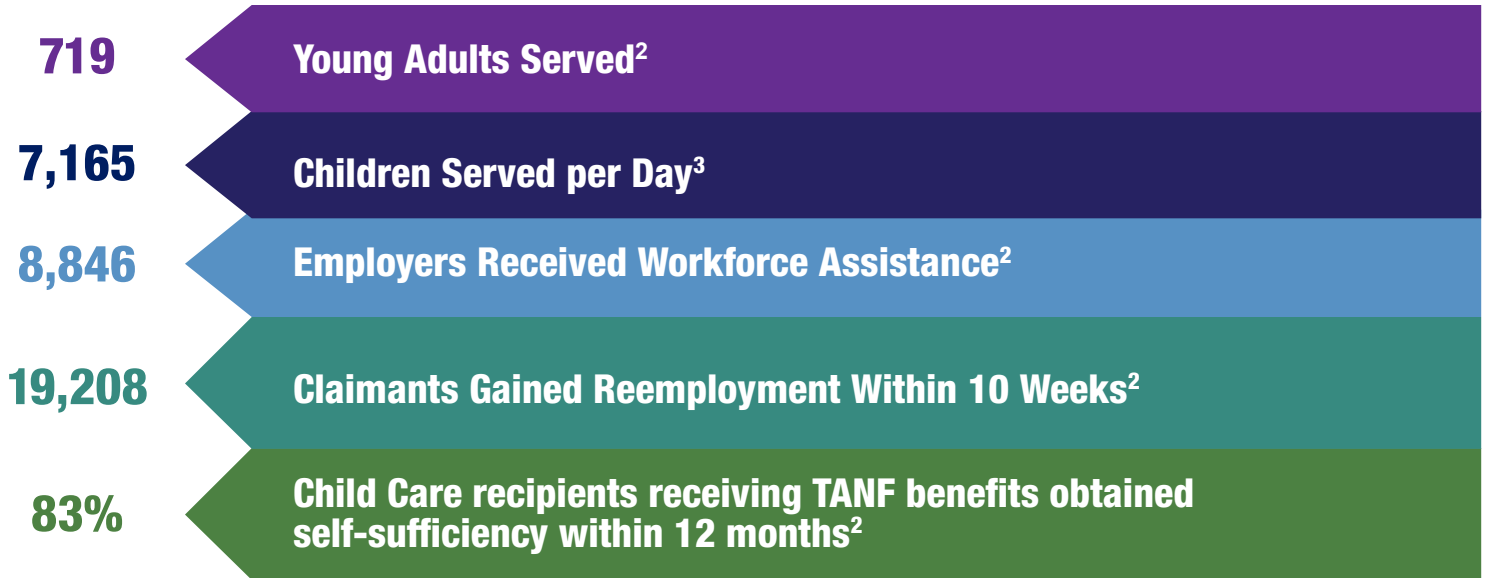 719
Young Adults Served²
7,165
Children Served per Day³
8,846
Employers Received Workforce Assistance²
19,208
Claimants Gained Reemployment Within 10 Weeks²
83%
Child Care recipients receiving TANF benefits obtained
self-sufficiency within 12 months²